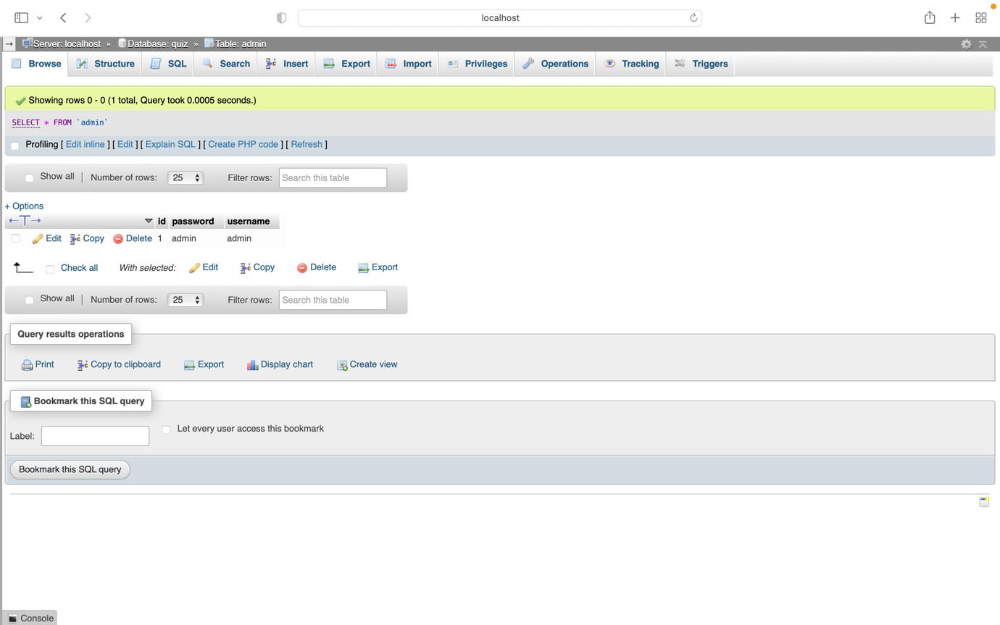 localhost
Server: localhost » Database: quiz » Table: admin
Browse Structure SQL Search Insert Export Import Privileges Operations Tracking Triggers
Showing rows 0 - 0 (1 total, Query took 0.0005 seconds.)
SELECT * FROM `admin`
Profiling [ Edit inline ] [ Edit ] [ Explain SQL ] [ Create PHP code ] [ Refresh ]
Show all | Number of rows: 25 Filter rows: Search this table
+ Options
←T→ id password username
Edit Copy Delete 1 admin admin
Check all With selected: Edit Copy Delete Export
Show all | Number of rows: 25 Filter rows: Search this table
Query results operations
Print Copy to clipboard Export Display chart Create view
Bookmark this SQL query
Label: Let every user access this bookmark
Bookmark this SQL query
Console